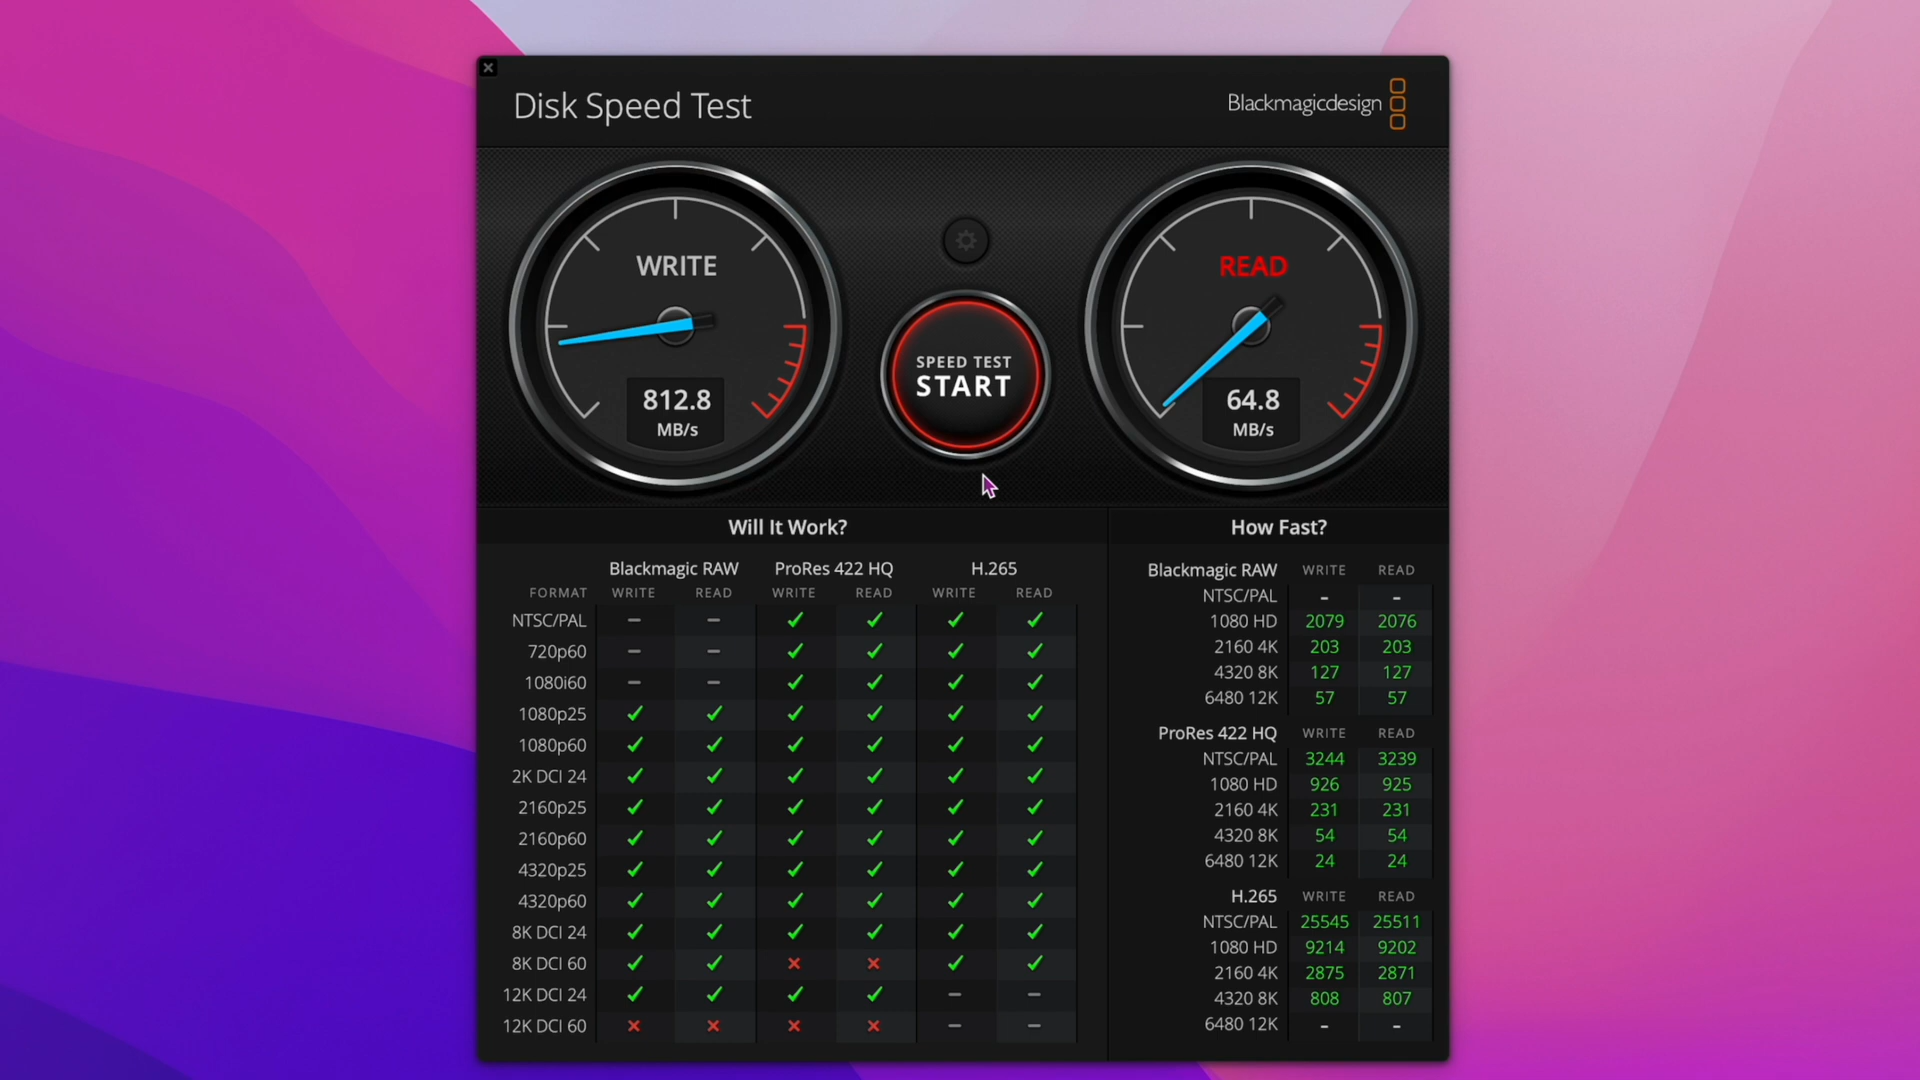 Disk Speed Test
Blackmagicdesign
WRITE
812.8
MB/s
SPEED TEST
START
READ
64.8
MB/s
Will It Work?
Blackmagic RAW ProRes 422 HQ H.265
FORMAT WRITE READ WRITE READ WRITE READ
NTSC/PAL – – ✓ ✓ ✓ ✓
720p60 – – ✓ ✓ ✓ ✓
1080i60 – – ✓ ✓ ✓ ✓
1080p25 ✓ ✓ ✓ ✓ ✓ ✓
1080p60 ✓ ✓ ✓ ✓ ✓ ✓
2K DCI 24 ✓ ✓ ✓ ✓ ✓ ✓
2160p25 ✓ ✓ ✓ ✓ ✓ ✓
2160p60 ✓ ✓ ✓ ✓ ✓ ✓
4320p25 ✓ ✓ ✓ ✓ ✓ ✓
4320p60 ✓ ✓ ✓ ✓ ✓ ✓
8K DCI 24 ✓ ✓ ✓ ✓ ✓ ✓
8K DCI 60 ✓ ✓ ✗ ✗ ✓ ✓
12K DCI 24 ✓ ✓ ✓ ✓ – –
12K DCI 60 ✗ ✗ ✗ ✗ – –
How Fast?
Blackmagic RAW WRITE READ
NTSC/PAL - -
1080 HD 2079 2076
2160 4K 203 203
4320 8K 127 127
6480 12K 57 57
ProRes 422 HQ WRITE READ
NTSC/PAL 3244 3239
1080 HD 926 925
2160 4K 231 231
4320 8K 54 54
6480 12K 24 24
H.265 WRITE READ
NTSC/PAL 25545 25511
1080 HD 9214 9202
2160 4K 2875 2871
4320 8K 808 807
6480 12K - -